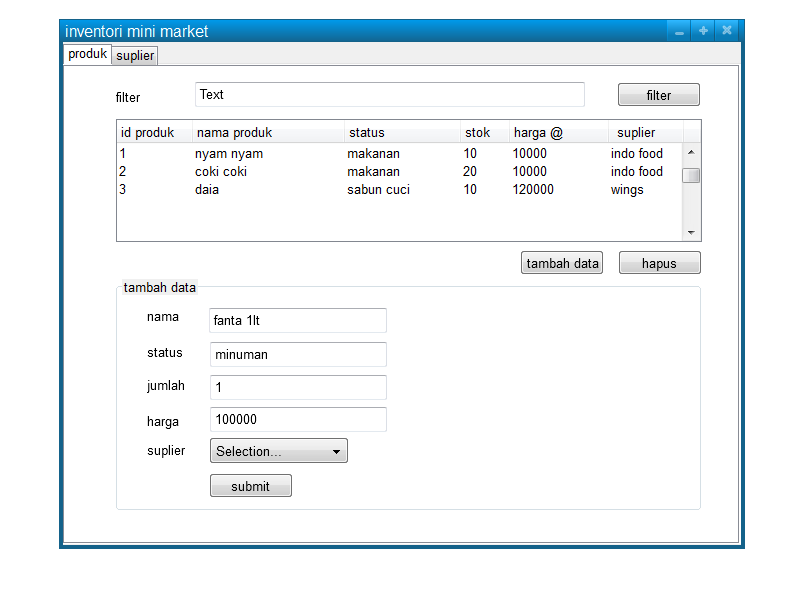 inventori mini market
produk suplier
filter Text filter
id produk nama produk status stok harga @ suplier
1 nyam nyam makanan 10 10000 indo food
2 coki coki makanan 20 10000 indo food
3 daia sabun cuci 10 120000 wings
tambah data hapus
tambah data
nama fanta 1lt
status minuman
jumlah 1
harga 100000
suplier Selection...
submit